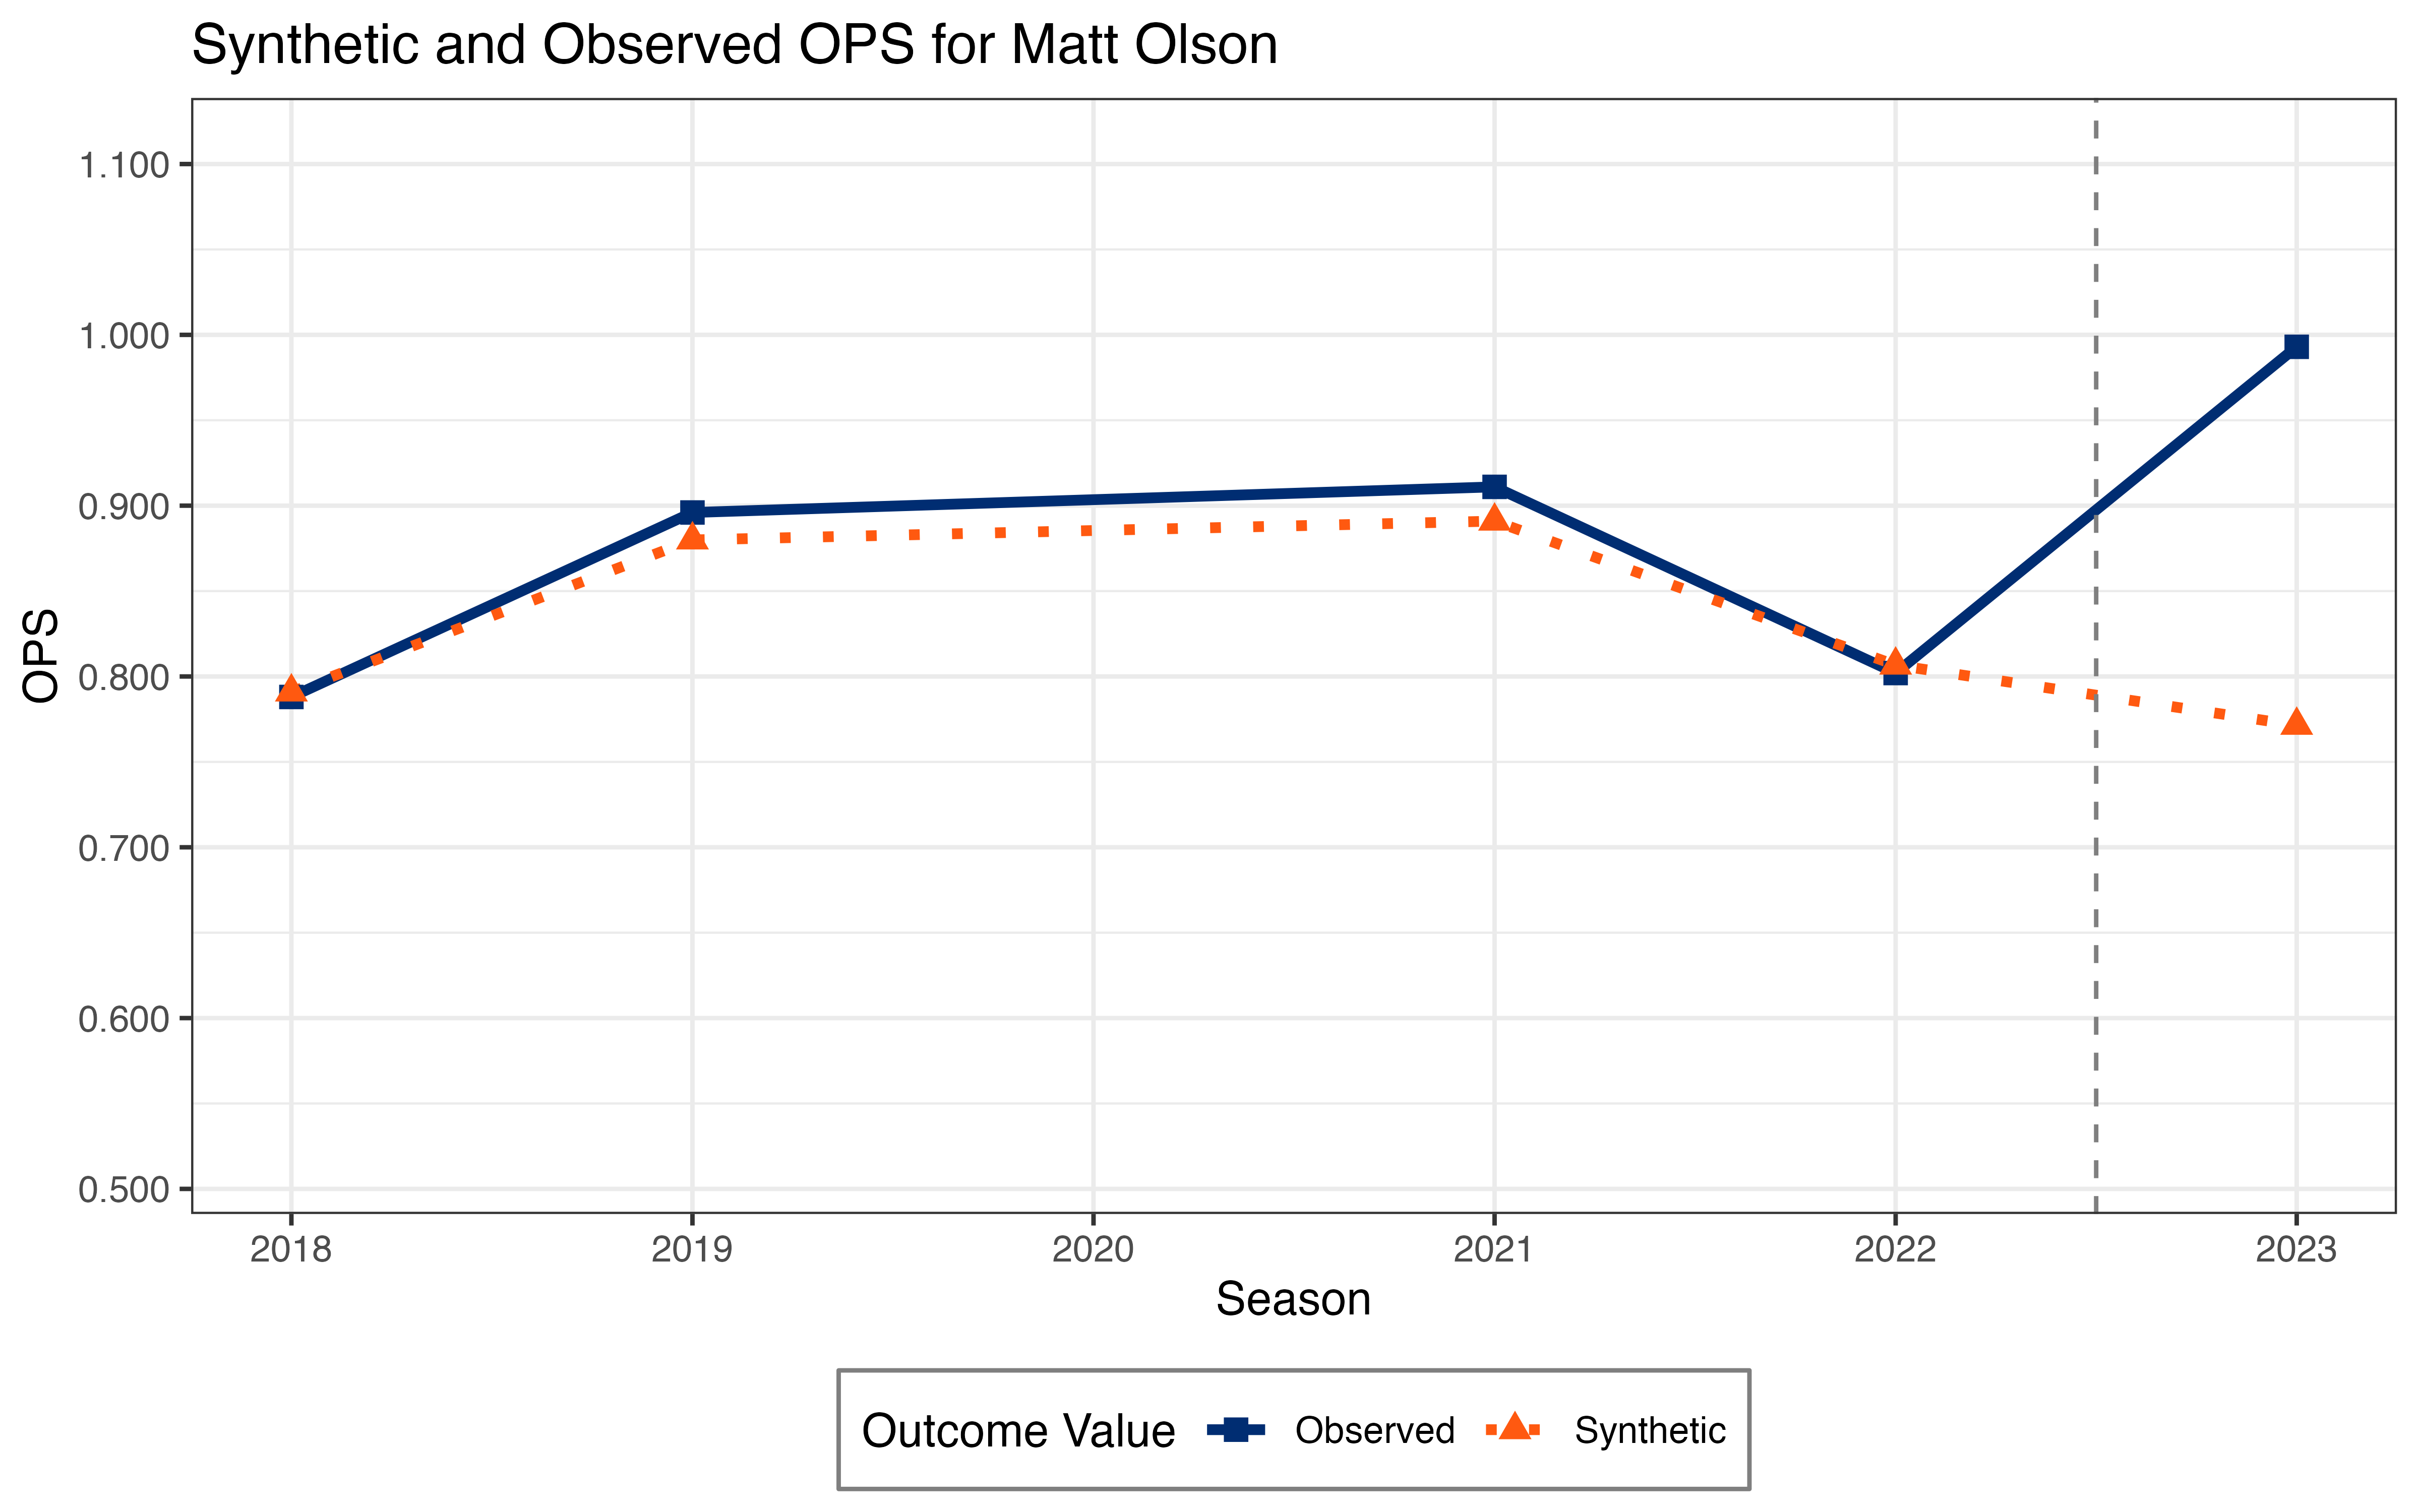 Synthetic and Observed OPS for Matt Olson
1.100
1.000
0.900
0.800
0.700
0.600
0.500
OPS
2018 2019 2020 2021 2022 2023
Season
Outcome Value Observed Synthetic